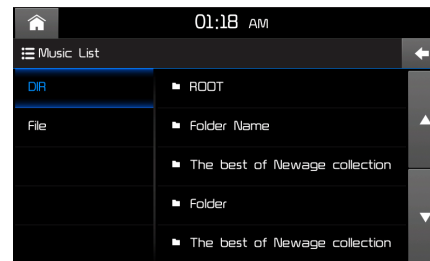 01:18 AM
Music List
DIR
ROOT
File
Folder Name
The best of Newage collection
Folder
The best of Newage collection